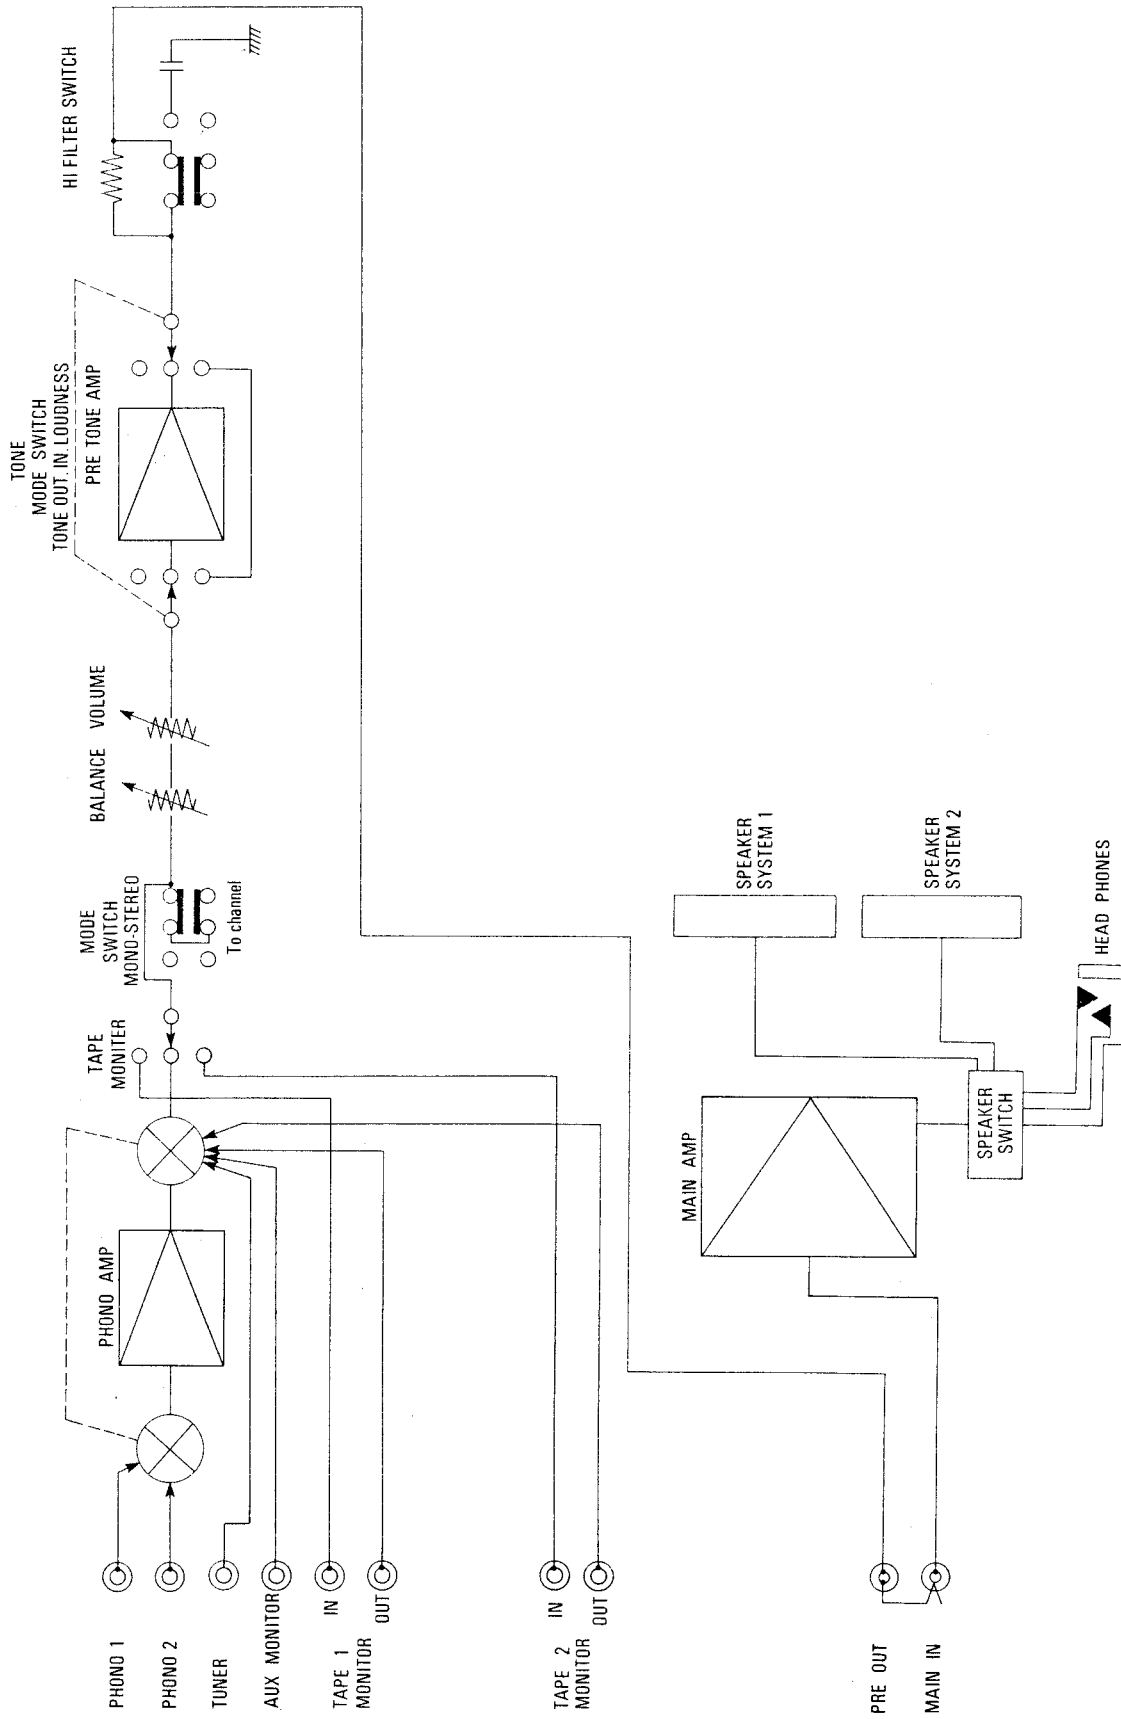 PHONO 1
PHONO 2
TUNER
AUX MONITOR
TAPE 1
MONITOR
IN
OUT
TAPE 2
MONITOR
IN
OUT
PRE OUT
MAIN IN
PHONO AMP
TAPE
MONITER
MODE
SWITCH
MONO-STEREO
To channel
BALANCE
VOLUME
TONE
MODE SWITCH
TONE OUT. IN. LOUDNESS
PRE TONE AMP
HI FILTER SWITCH
MAIN AMP
SPEAKER
SWITCH
SPEAKER
SYSTEM 1
SPEAKER
SYSTEM 2
HEAD PHONES